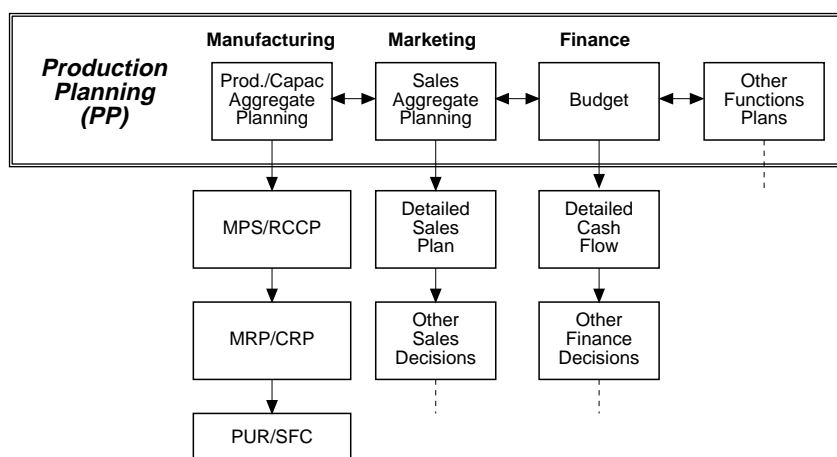 Manufacturing
Marketing
Finance
Production
Planning
(PP)
Prod./Capac
Aggregate
Planning
Sales
Aggregate
Planning
Budget
Other
Functions
Plans
MPS/RCCP
Detailed
Sales
Plan
Detailed
Cash
Flow
MRP/CRP
Other
Sales
Decisions
Other
Finance
Decisions
PUR/SFC